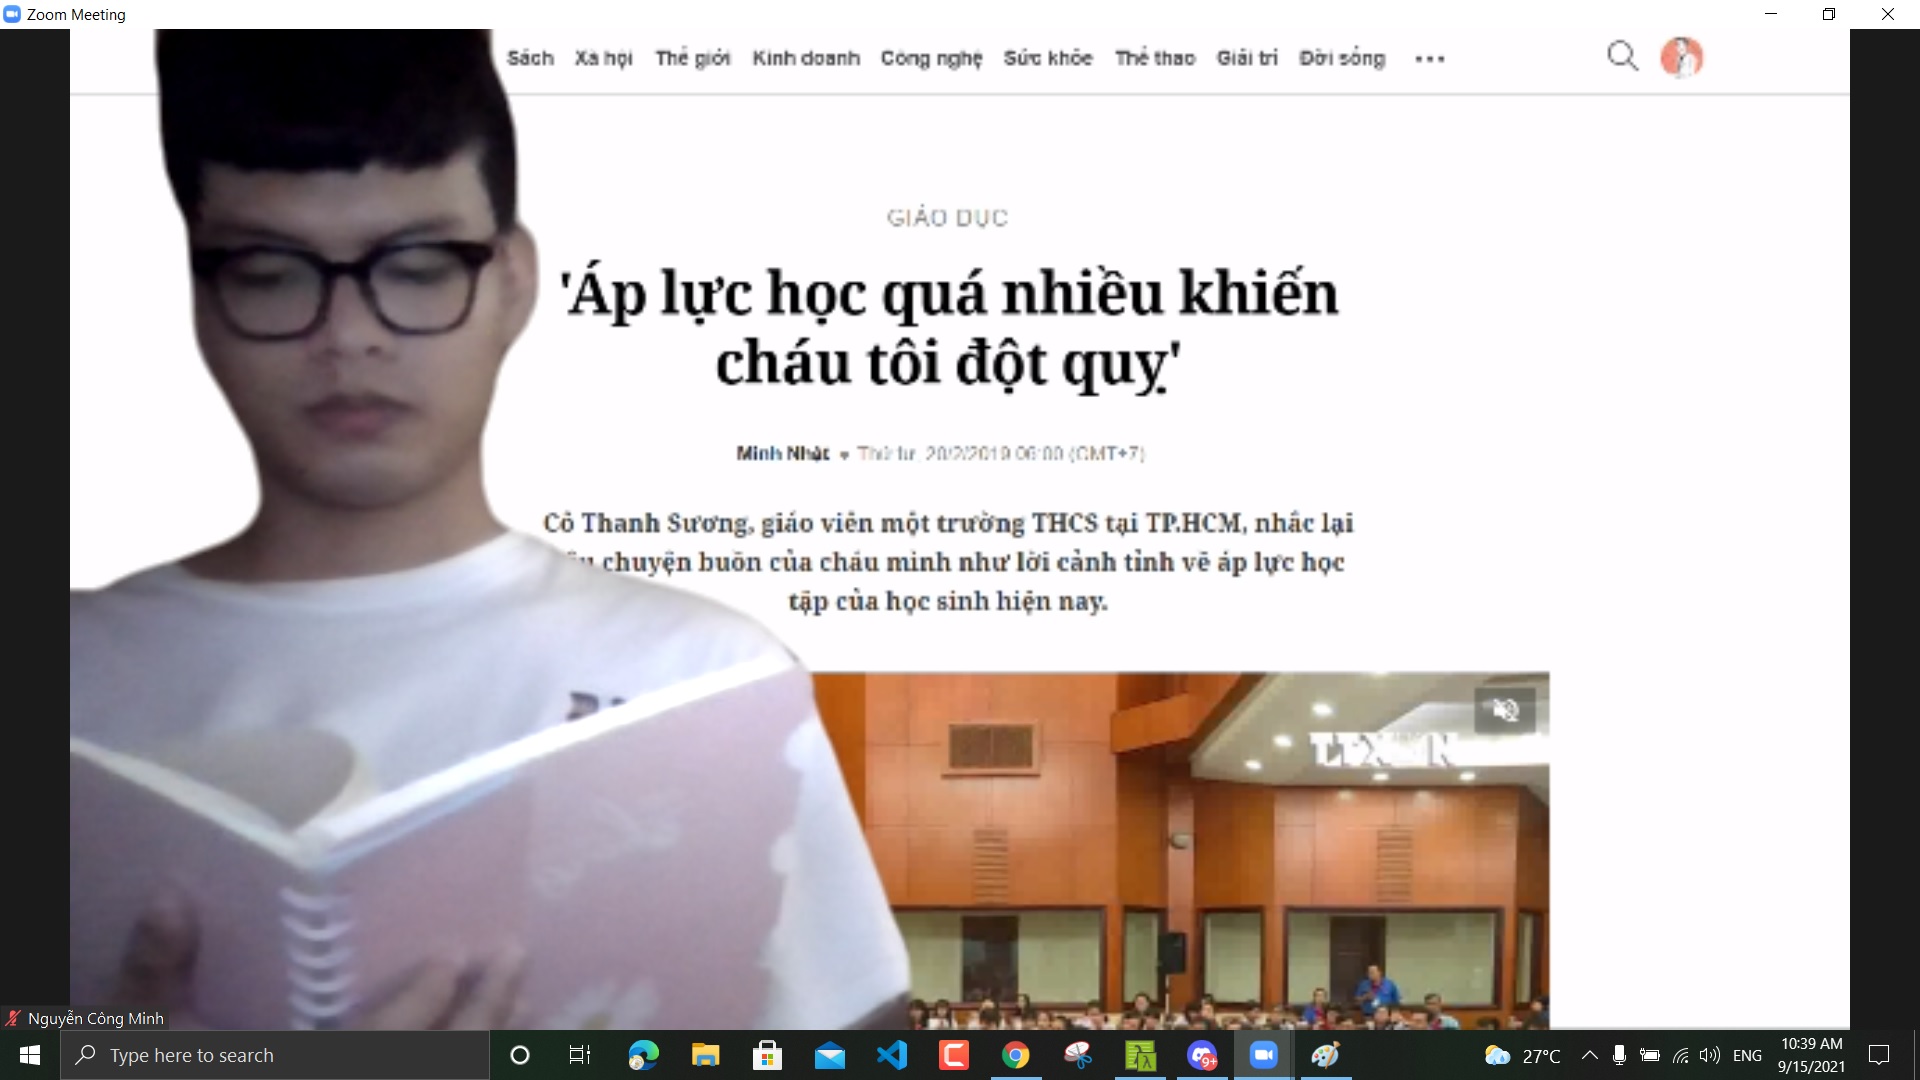 Zoom Meeting
Sách Xã hội Thế giới Kinh doanh Công nghệ Sức khỏe Thể thao Giải trí Đời sống
GIÁO DỤC
'Áp lực học quá nhiều khiến
cháu tôi đột quỵ'
Minh Nhật • Thứ tư, 20/2/2019 06:00 (GMT+7)
Cô Thanh Sương, giáo viên một trường THCS tại TP.HCM, nhắc lại
chuyện buồn của cháu mình như lời cảnh tỉnh về áp lực học
tập của học sinh hiện nay.
Nguyễn Công Minh
Type here to search
9+
27°C
ENG
10:39 AM
9/15/2021